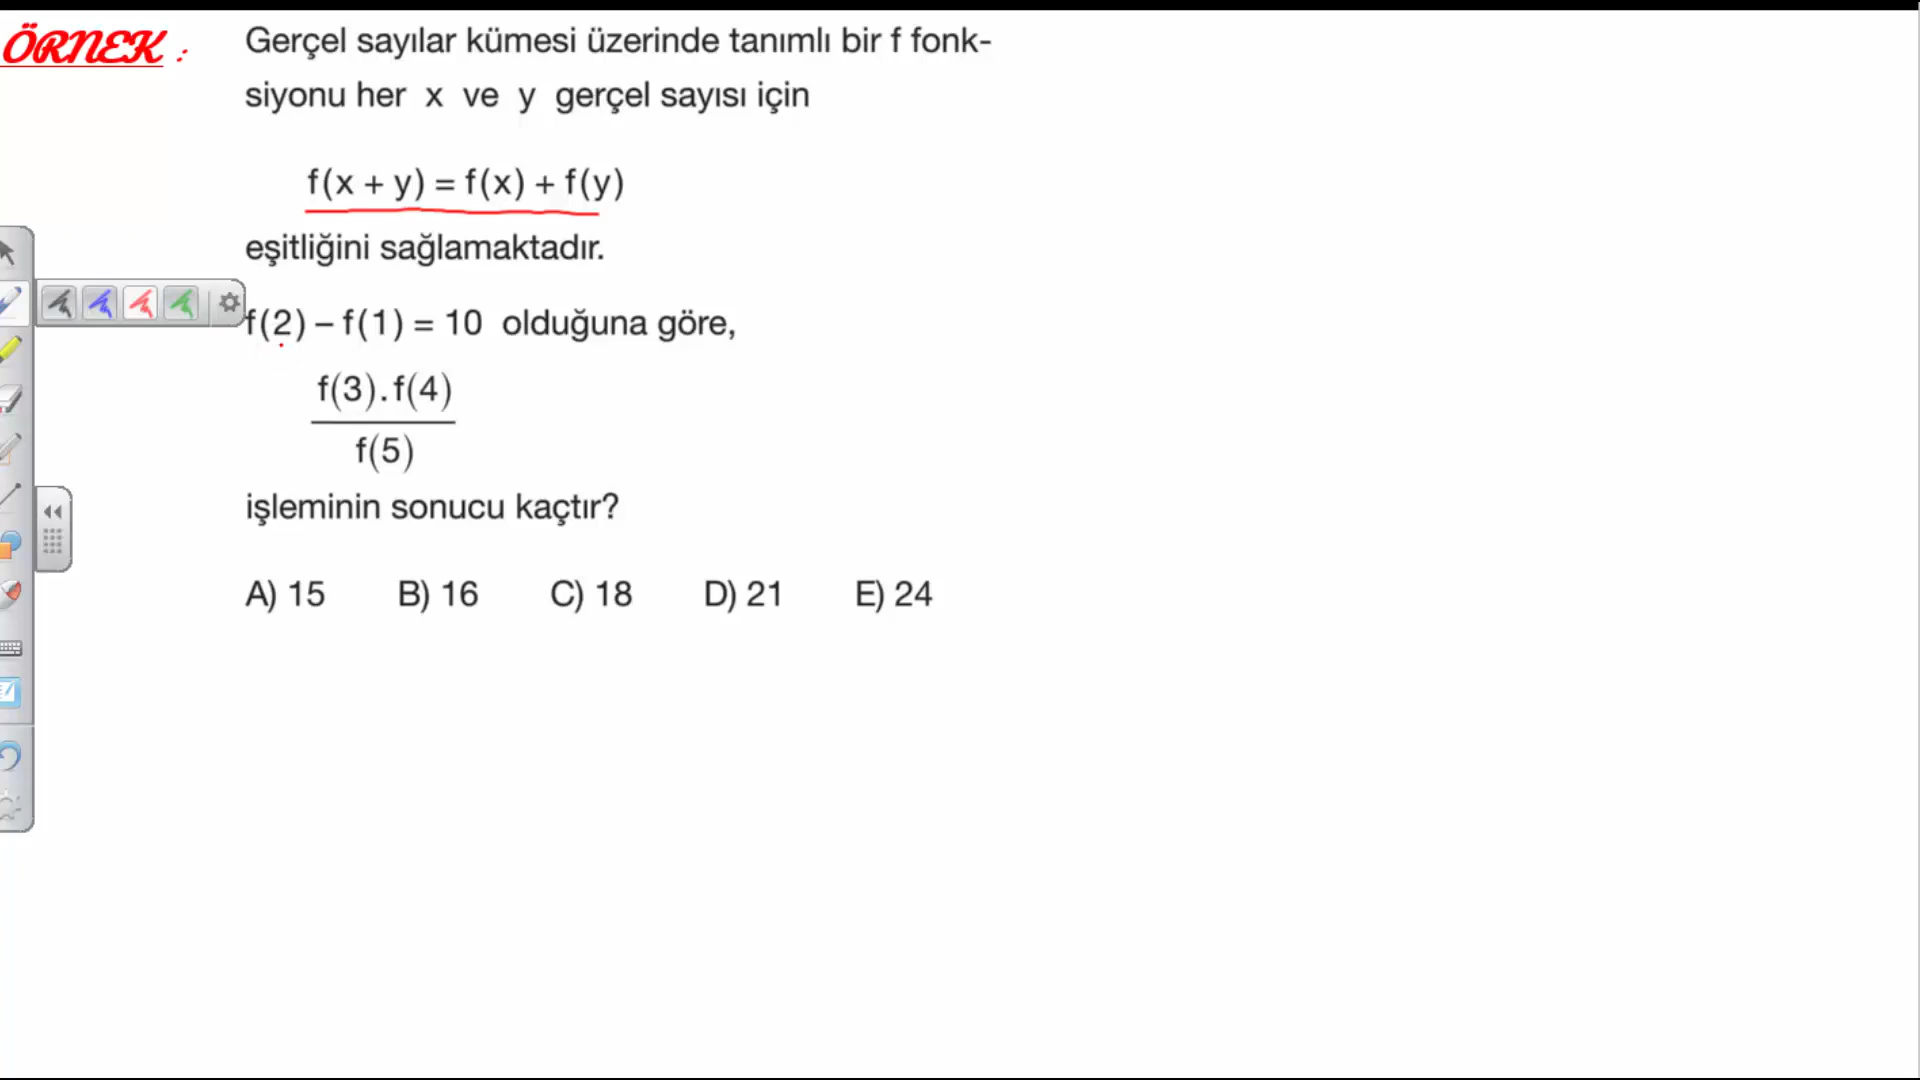 ÖRNEK :
Gerçel sayılar kümesi üzerinde tanımlı bir f fonk-
siyonu her x ve y gerçel sayısı için
f(x + y) = f(x) + f(y)
eşitliğini sağlamaktadır.
f(2) – f(1) = 10 olduğuna göre,
f(3).f(4)
f(5)
işleminin sonucu kaçtır?
A) 15 B) 16 C) 18 D) 21 E) 24